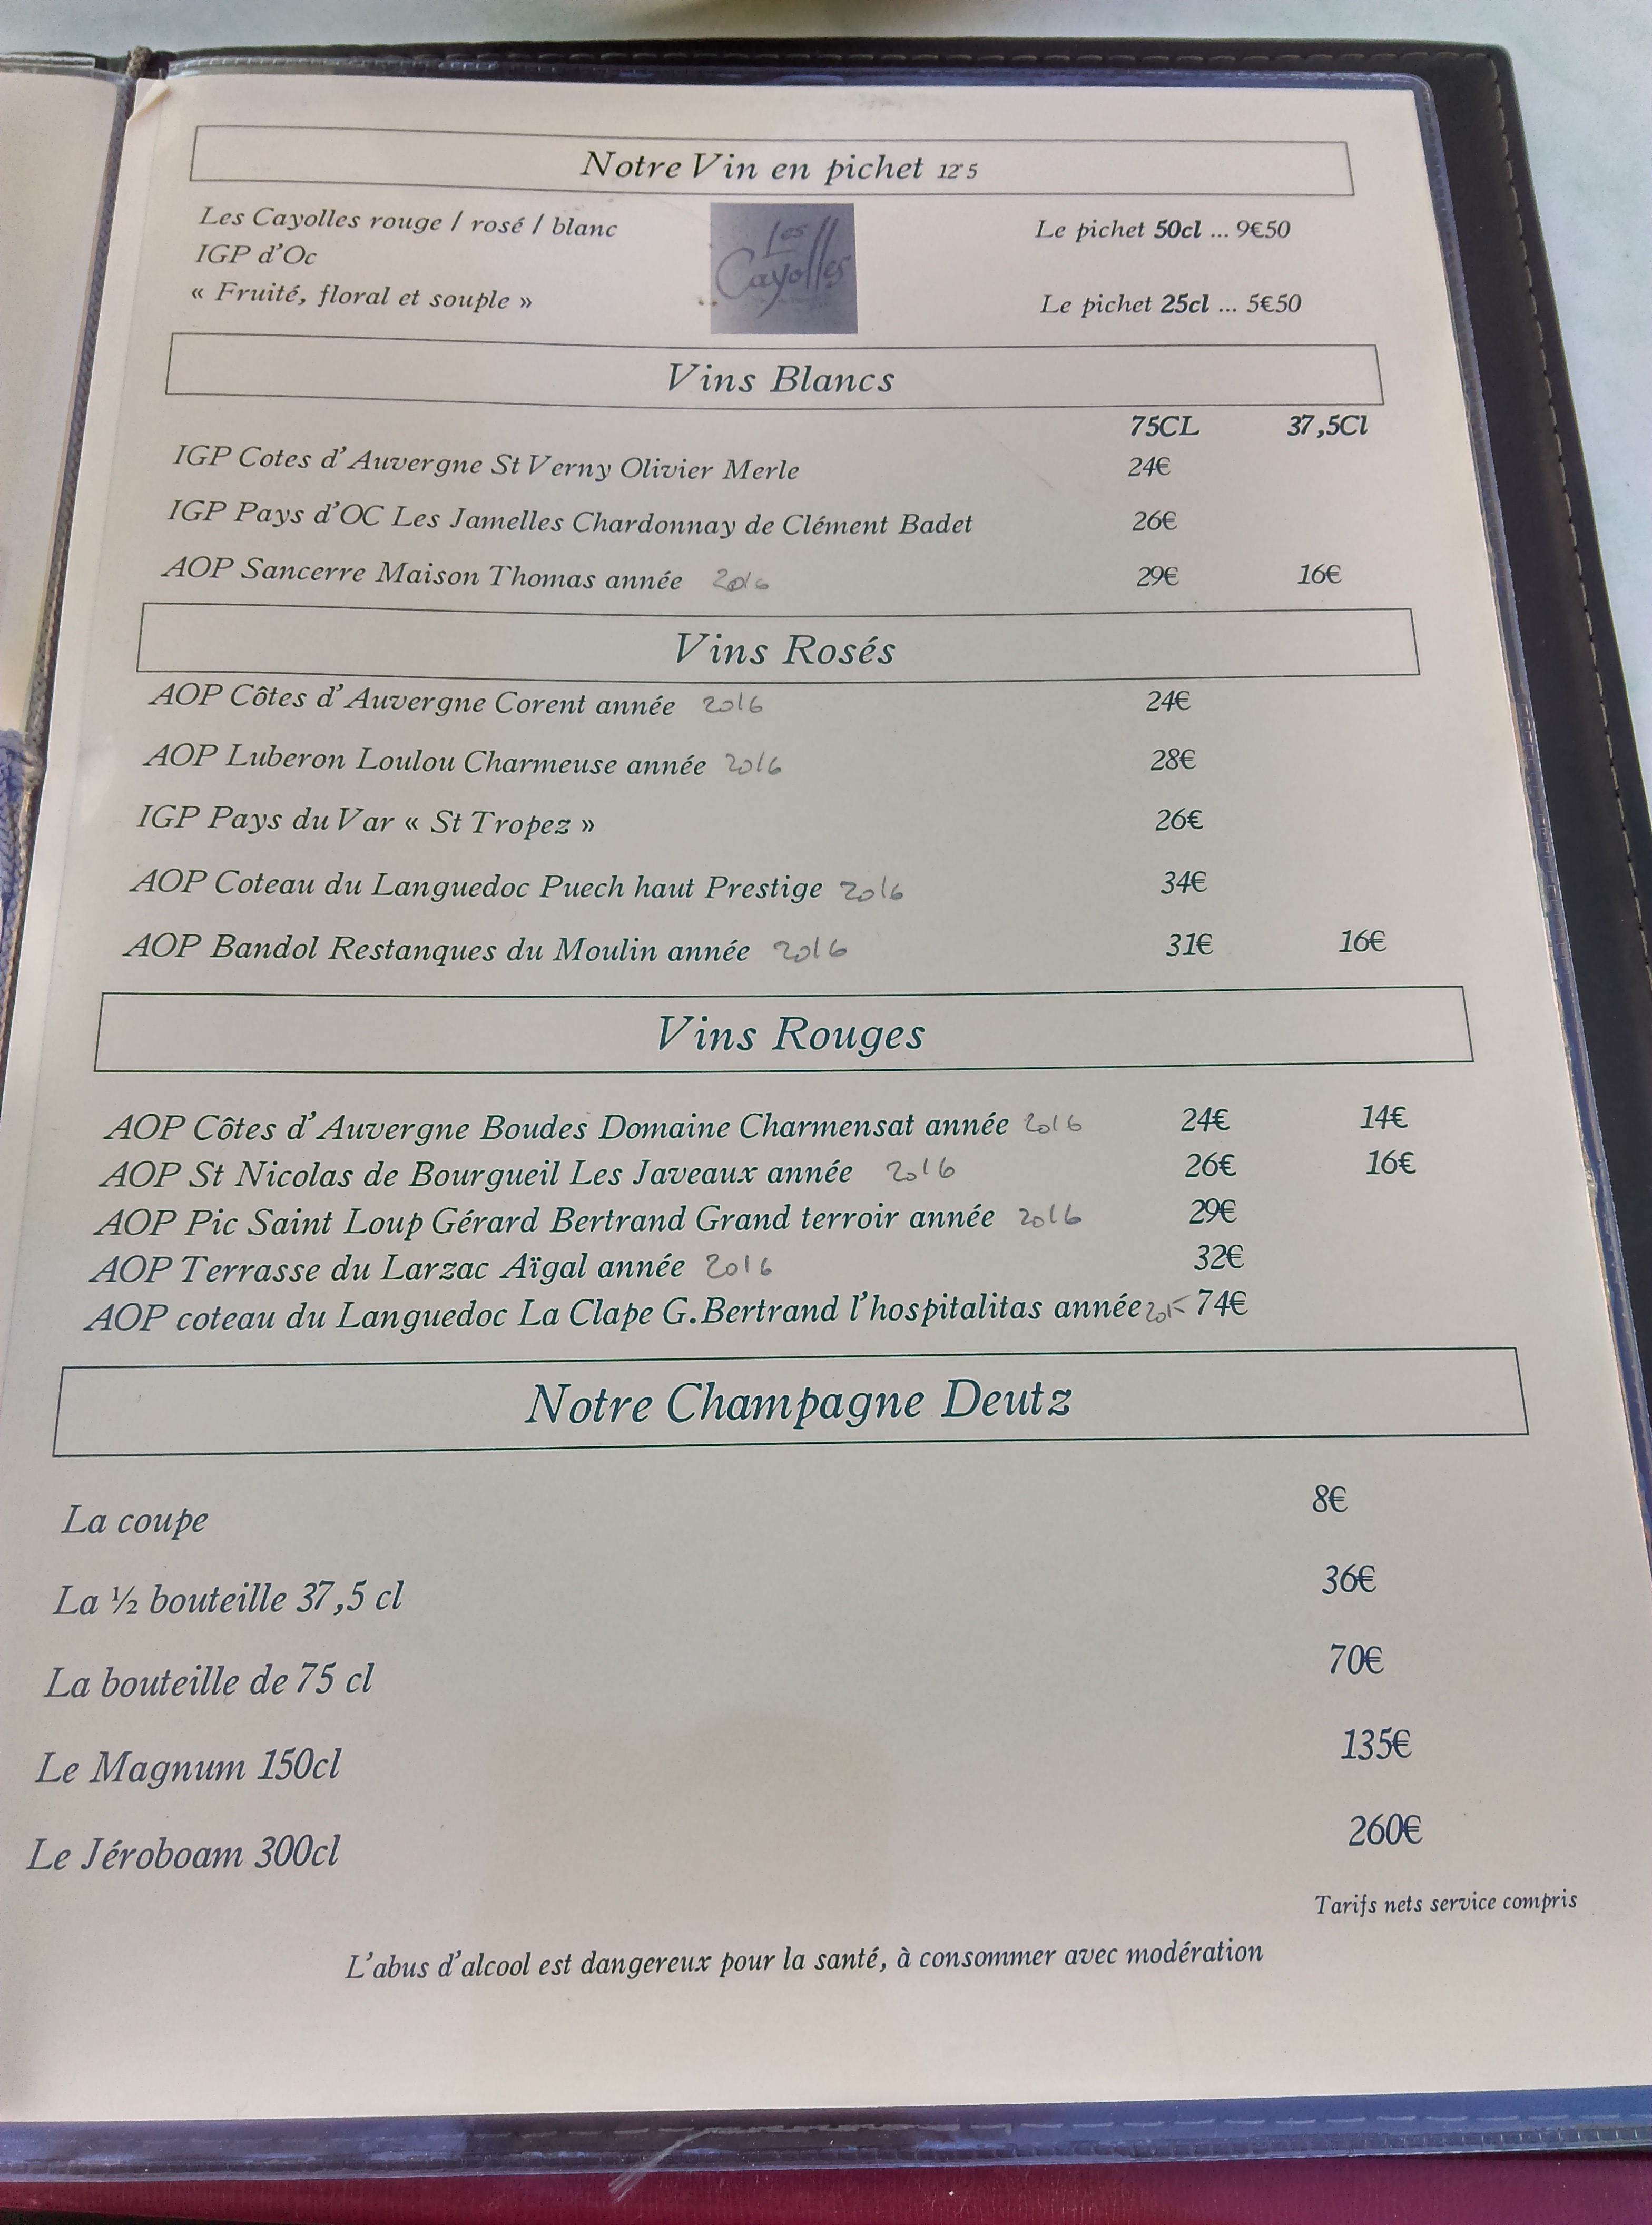 Notre Vin en pichet 12°5
Les Cayolles rouge / rosé / blanc
IGP d'Oc
« Fruité, floral et souple »
Les
Cayolles
Le pichet 50cl ... 9€50
Le pichet 25cl ... 5€50
Vins Blancs
75CL 37,5Cl
IGP Cotes d'Auvergne St Verny Olivier Merle 24€
IGP Pays d'OC Les Jamelles Chardonnay de Clément Badet 26€
AOP Sancerre Maison Thomas année 2016 29€ 16€
Vins Rosés
AOP Côtes d'Auvergne Corent année 2016 24€
AOP Luberon Loulou Charmeuse année 2016 28€
IGP Pays du Var « St Tropez » 26€
AOP Coteau du Languedoc Puech haut Prestige 2016 34€
AOP Bandol Restanques du Moulin année 2016 31€ 16€
Vins Rouges
AOP Côtes d'Auvergne Boudes Domaine Charmensat année 2016 24€ 14€
AOP St Nicolas de Bourgueil Les Javeaux année 2016 26€ 16€
AOP Pic Saint Loup Gérard Bertrand Grand terroir année 2016 29€
AOP Terrasse du Larzac Aïgal année 2016 32€
AOP coteau du Languedoc La Clape G.Bertrand l'hospitalitas année 2015 74€
Notre Champagne Deutz
La coupe 8€
La ½ bouteille 37,5 cl 36€
La bouteille de 75 cl 70€
Le Magnum 150cl 135€
Le Jéroboam 300cl 260€
Tarifs nets service compris
L'abus d'alcool est dangereux pour la santé, à consommer avec modération